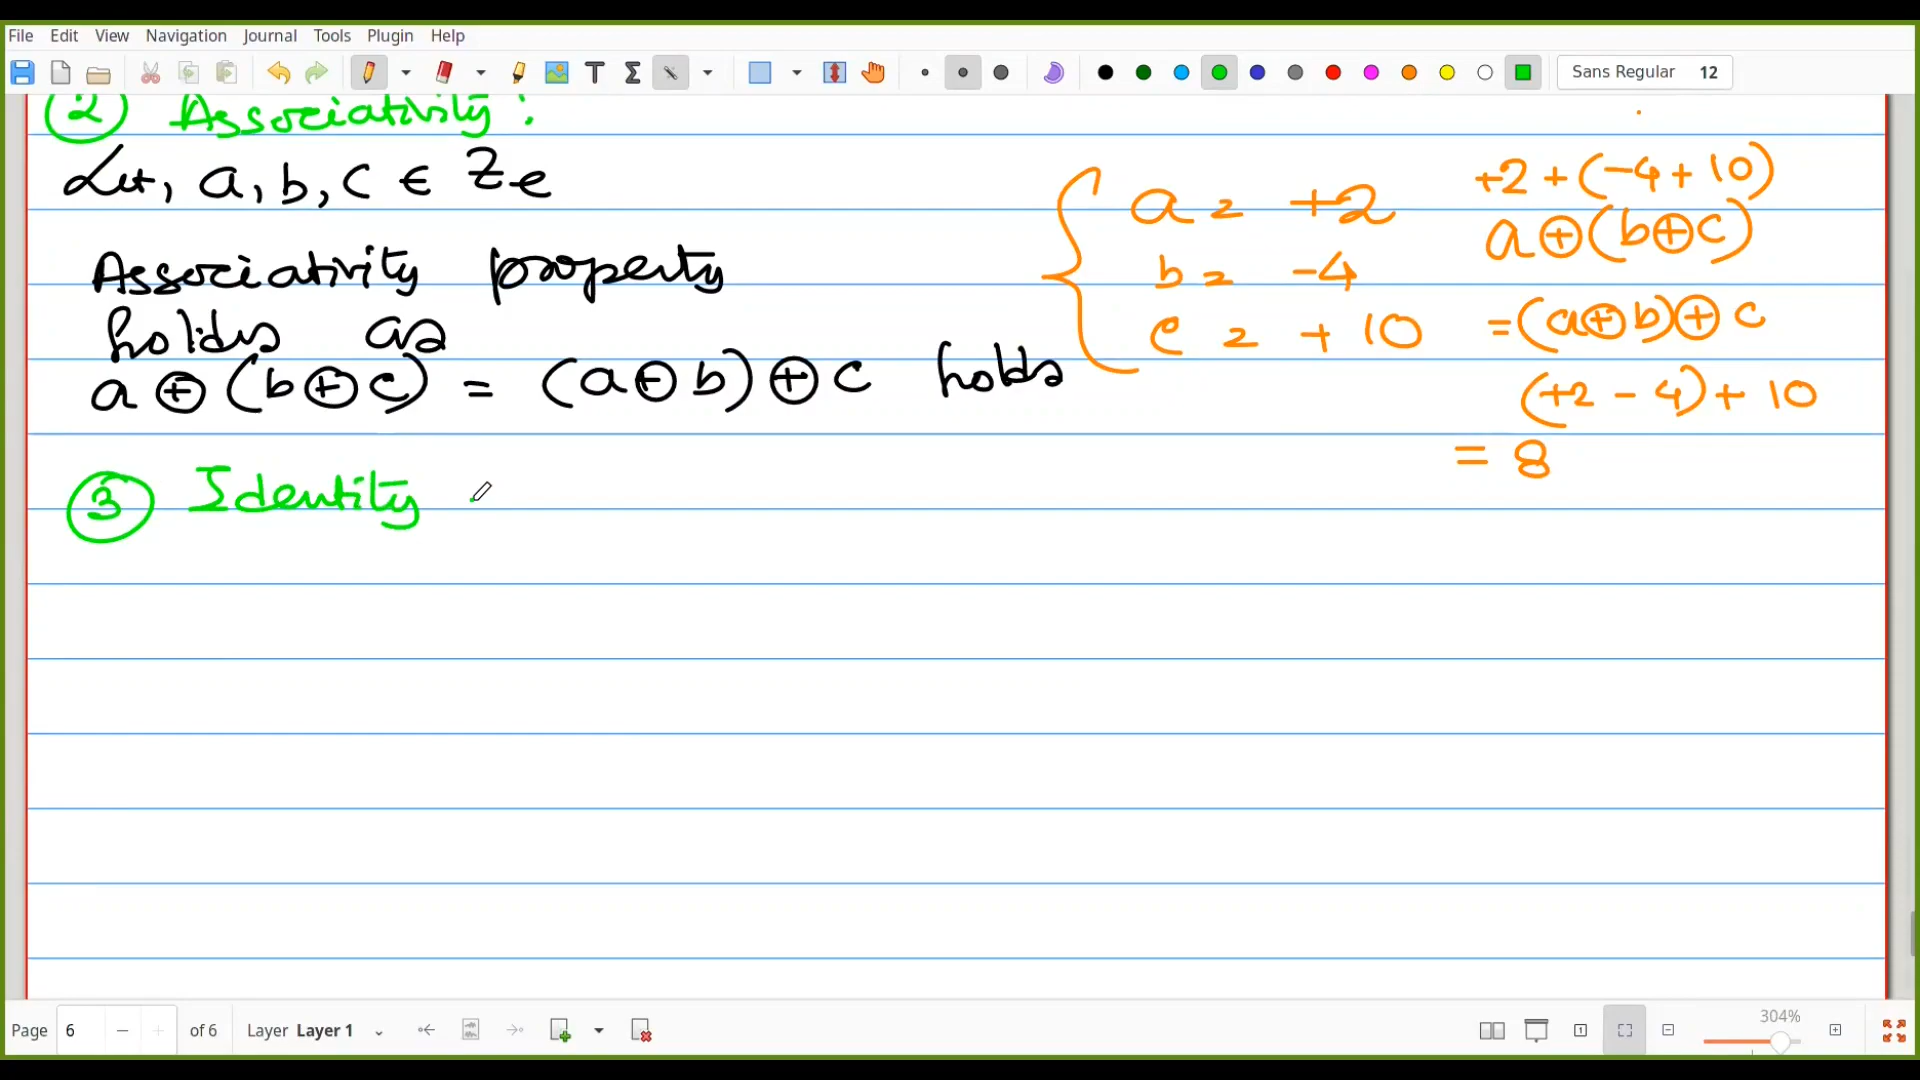 File Edit View Navigation Journal Tools Plugin Help
Sans Regular 12
② Associativity :
Let, a, b, c ∈ Ze
Associativity property
holds as
a ⊕ (b ⊕ c) = (a ⊕ b) ⊕ c holds
a = +2
b = -4
c = +10
+2 + (-4 + 10)
a ⊕ (b ⊕ c)
= (a ⊕ b) ⊕ c
(+2 - 4) + 10
= 8
③ Identity
Page 6 of 6 Layer Layer 1 304%